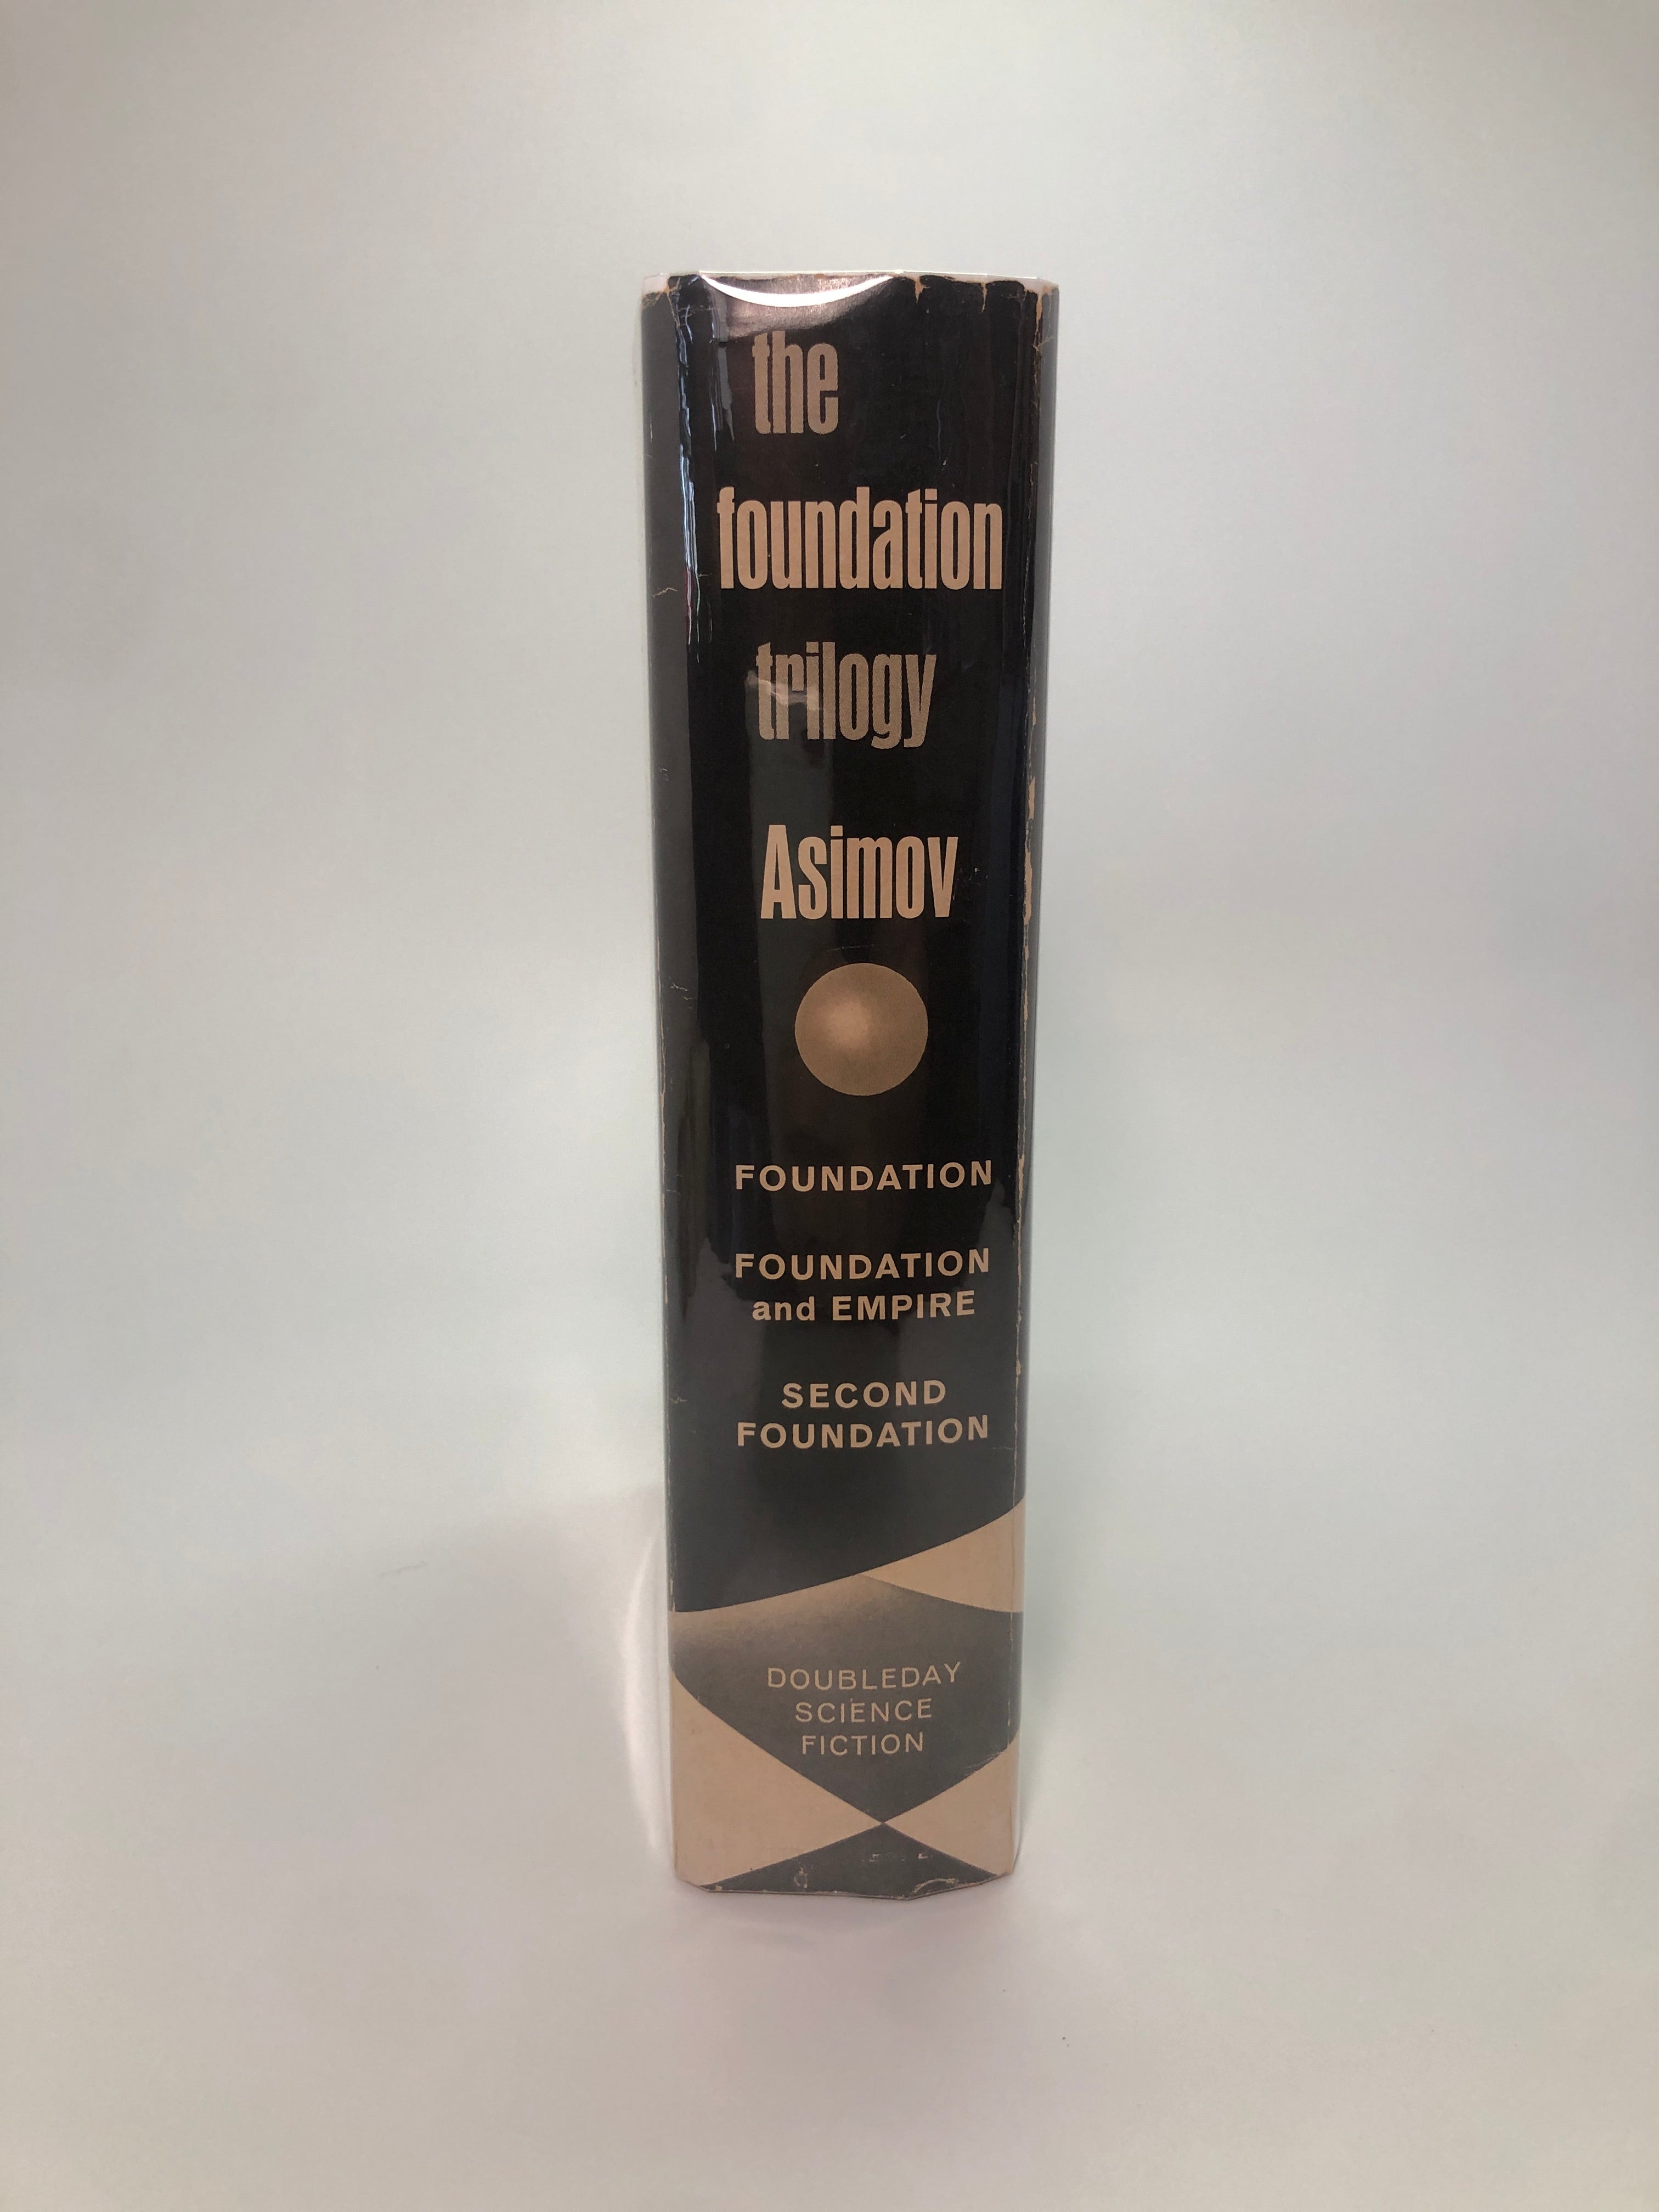 the
foundation
trilogy
Asimov
FOUNDATION
FOUNDATION
and EMPIRE
SECOND
FOUNDATION
DOUBLEDAY
SCIENCE
FICTION